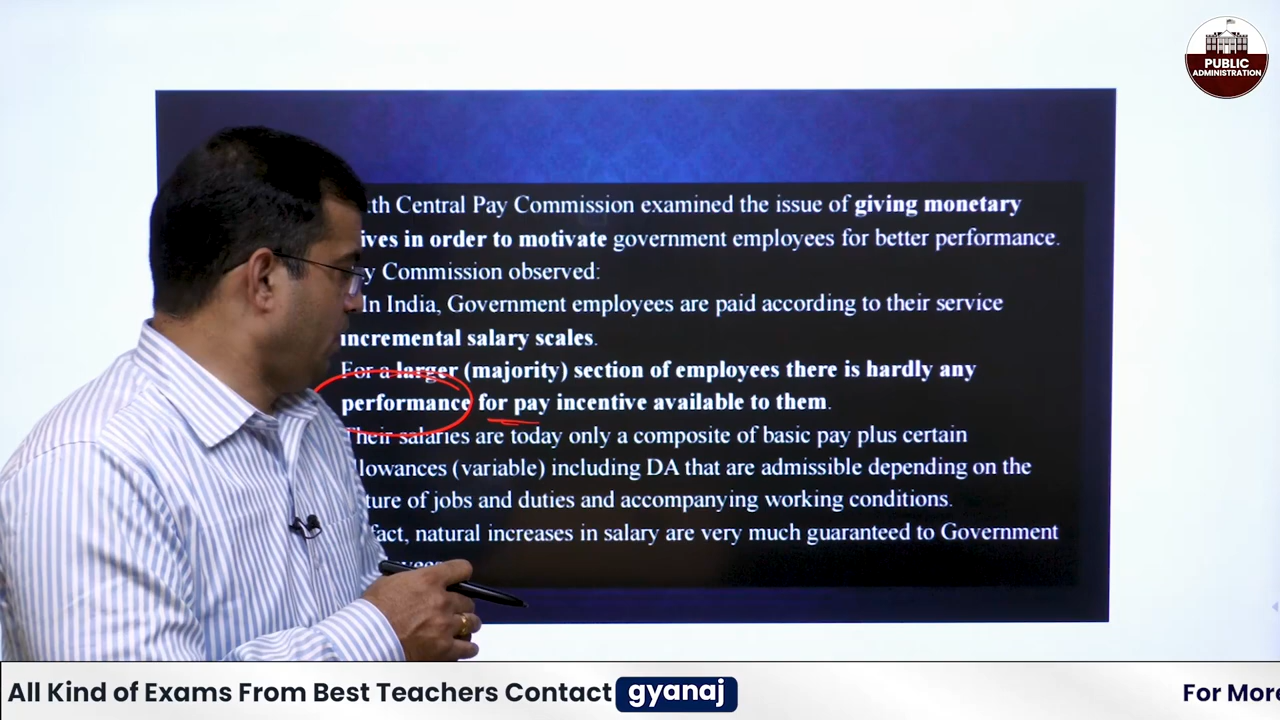 PUBLIC
ADMINISTRATION
th Central Pay Commission examined the issue of giving monetary
ives in order to motivate government employees for better performance.
y Commission observed:
In India, Government employees are paid according to their service
incremental salary scales.
For a larger (majority) section of employees there is hardly any
performance for pay incentive available to them.
Their salaries are today only a composite of basic pay plus certain
llowances (variable) including DA that are admissible depending on the
ture of jobs and duties and accompanying working conditions.
fact, natural increases in salary are very much guaranteed to Government
All Kind of Exams From Best Teachers Contact gyanaj
For More